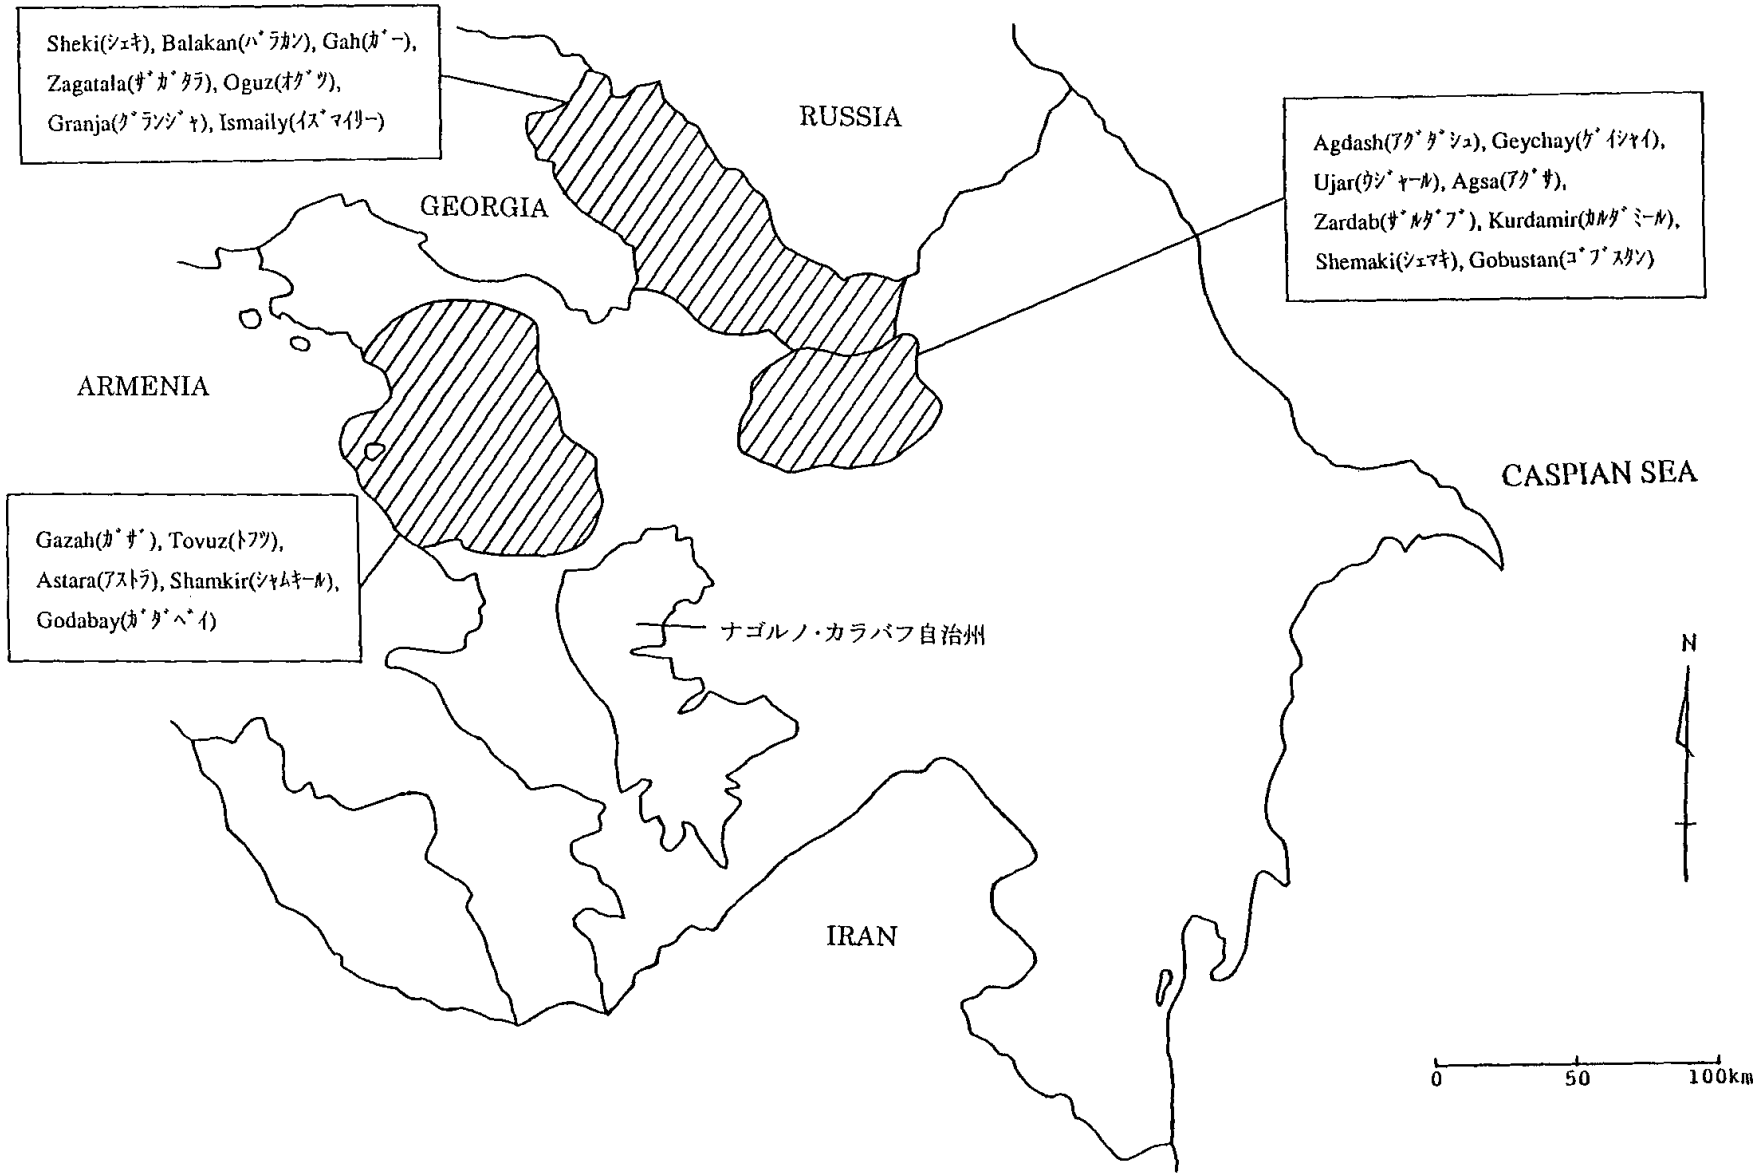 Sheki(シェキ), Balakan(バラカン), Gah(ガー),
Zagatala(ザガタラ), Oguz(オグツ),
Granja(グランジャ), Ismaily(イズマイリー)
RUSSIA
Agdash(アグダシュ), Geychay(ゲイシャイ),
Ujar(ウジャール), Agsa(アグサ),
Zardab(ザルダブ), Kurdamir(カルダミール),
Shemaki(シェマキ), Gobustan(ゴブスタン)
GEORGIA
ARMENIA
CASPIAN SEA
Gazah(ガザ), Tovuz(トフツ),
Astara(アストラ), Shamkir(シャムキール),
Godabay(ガダベイ)
ナゴルノ・カラバフ自治州
N
IRAN
0 50 100km